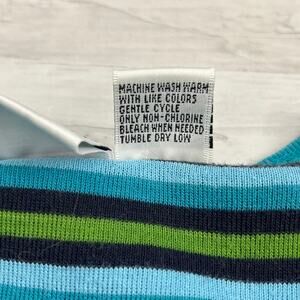 MACHINE WASH WARM
WITH LIKE COLORS
GENTLE CYCLE
ONLY NON-CHLORINE
BLEACH WHEN NEEDED
TUMBLE DRY LOW